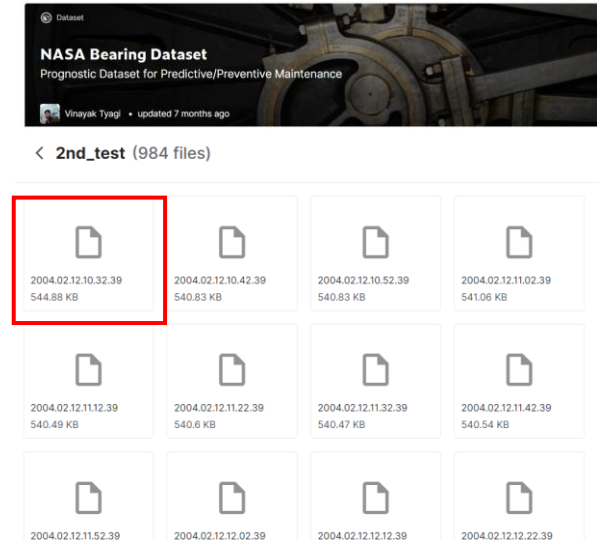 Dataset
NASA Bearing Dataset
Prognostic Dataset for Predictive/Preventive Maintenance
Vinayak Tyagi • updated 7 months ago
< 2nd_test (984 files)
2004.02.12.10.32.39 2004.02.12.10.42.39 2004.02.12.10.52.39 2004.02.12.11.02.39
544.88 KB 540.83 KB 540.83 KB 541.06 KB
2004.02.12.11.12.39 2004.02.12.11.22.39 2004.02.12.11.32.39 2004.02.12.11.42.39
540.49 KB 540.6 KB 540.47 KB 540.54 KB
2004.02.12.11.52.39 2004.02.12.12.02.39 2004.02.12.12.12.39 2004.02.12.12.22.39